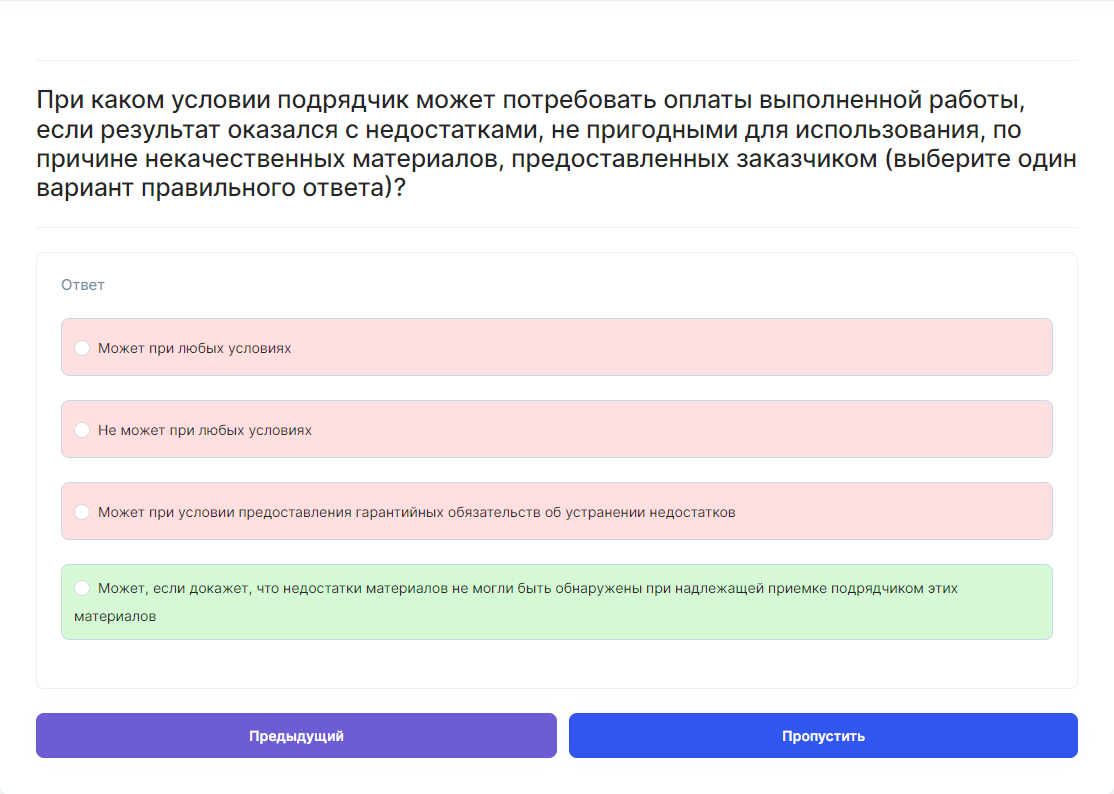 При каком условии подрядчик может потребовать оплаты выполненной работы,
если результат оказался с недостатками, не пригодными для использования, по
причине некачественных материалов, предоставленных заказчиком (выберите один
вариант правильного ответа)?
Ответ
Может при любых условиях
Не может при любых условиях
Может при условии предоставления гарантийных обязательств об устранении недостатков
Может, если докажет, что недостатки материалов не могли быть обнаружены при надлежащей приемке подрядчиком этих
материалов
Предыдущий
Пропустить